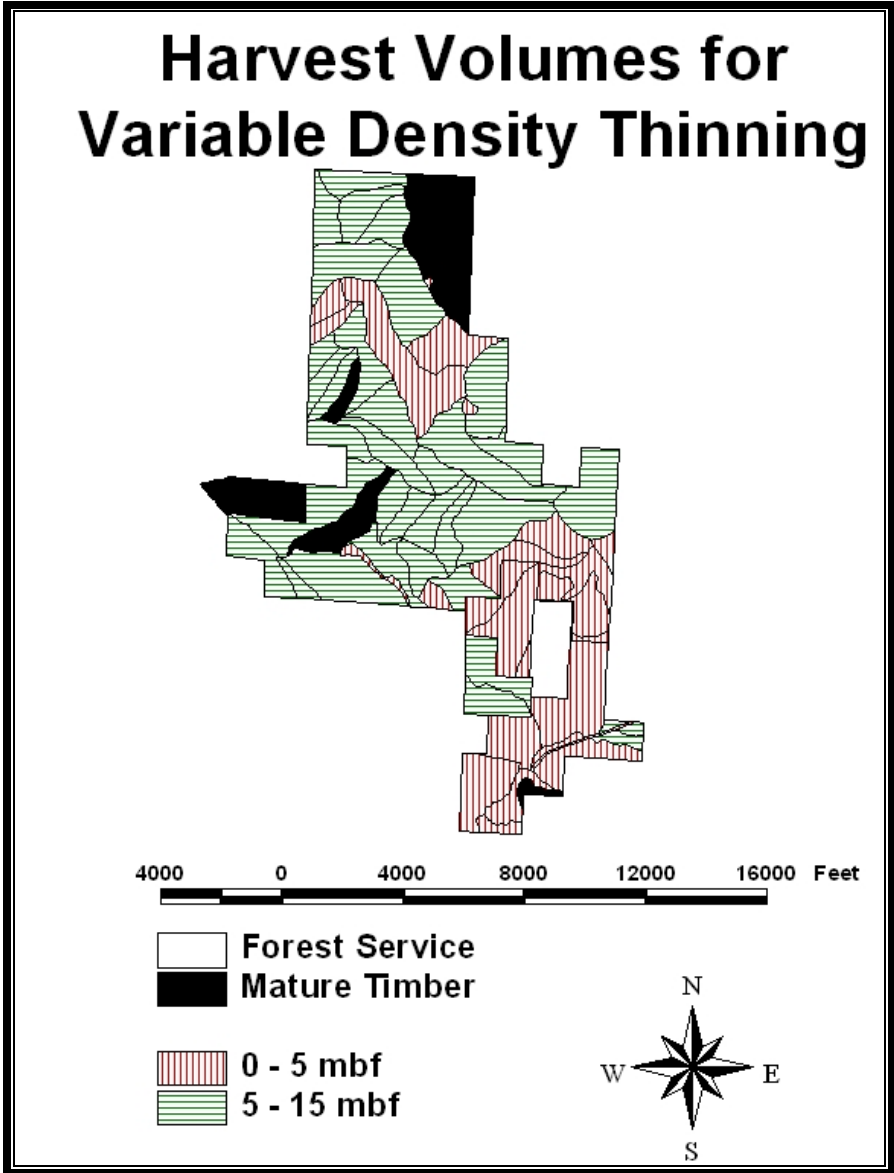 Harvest Volumes for
Variable Density Thinning
4000 0 4000 8000 12000 16000 Feet
Forest Service
Mature Timber
0 - 5 mbf
5 - 15 mbf
N
W E
S